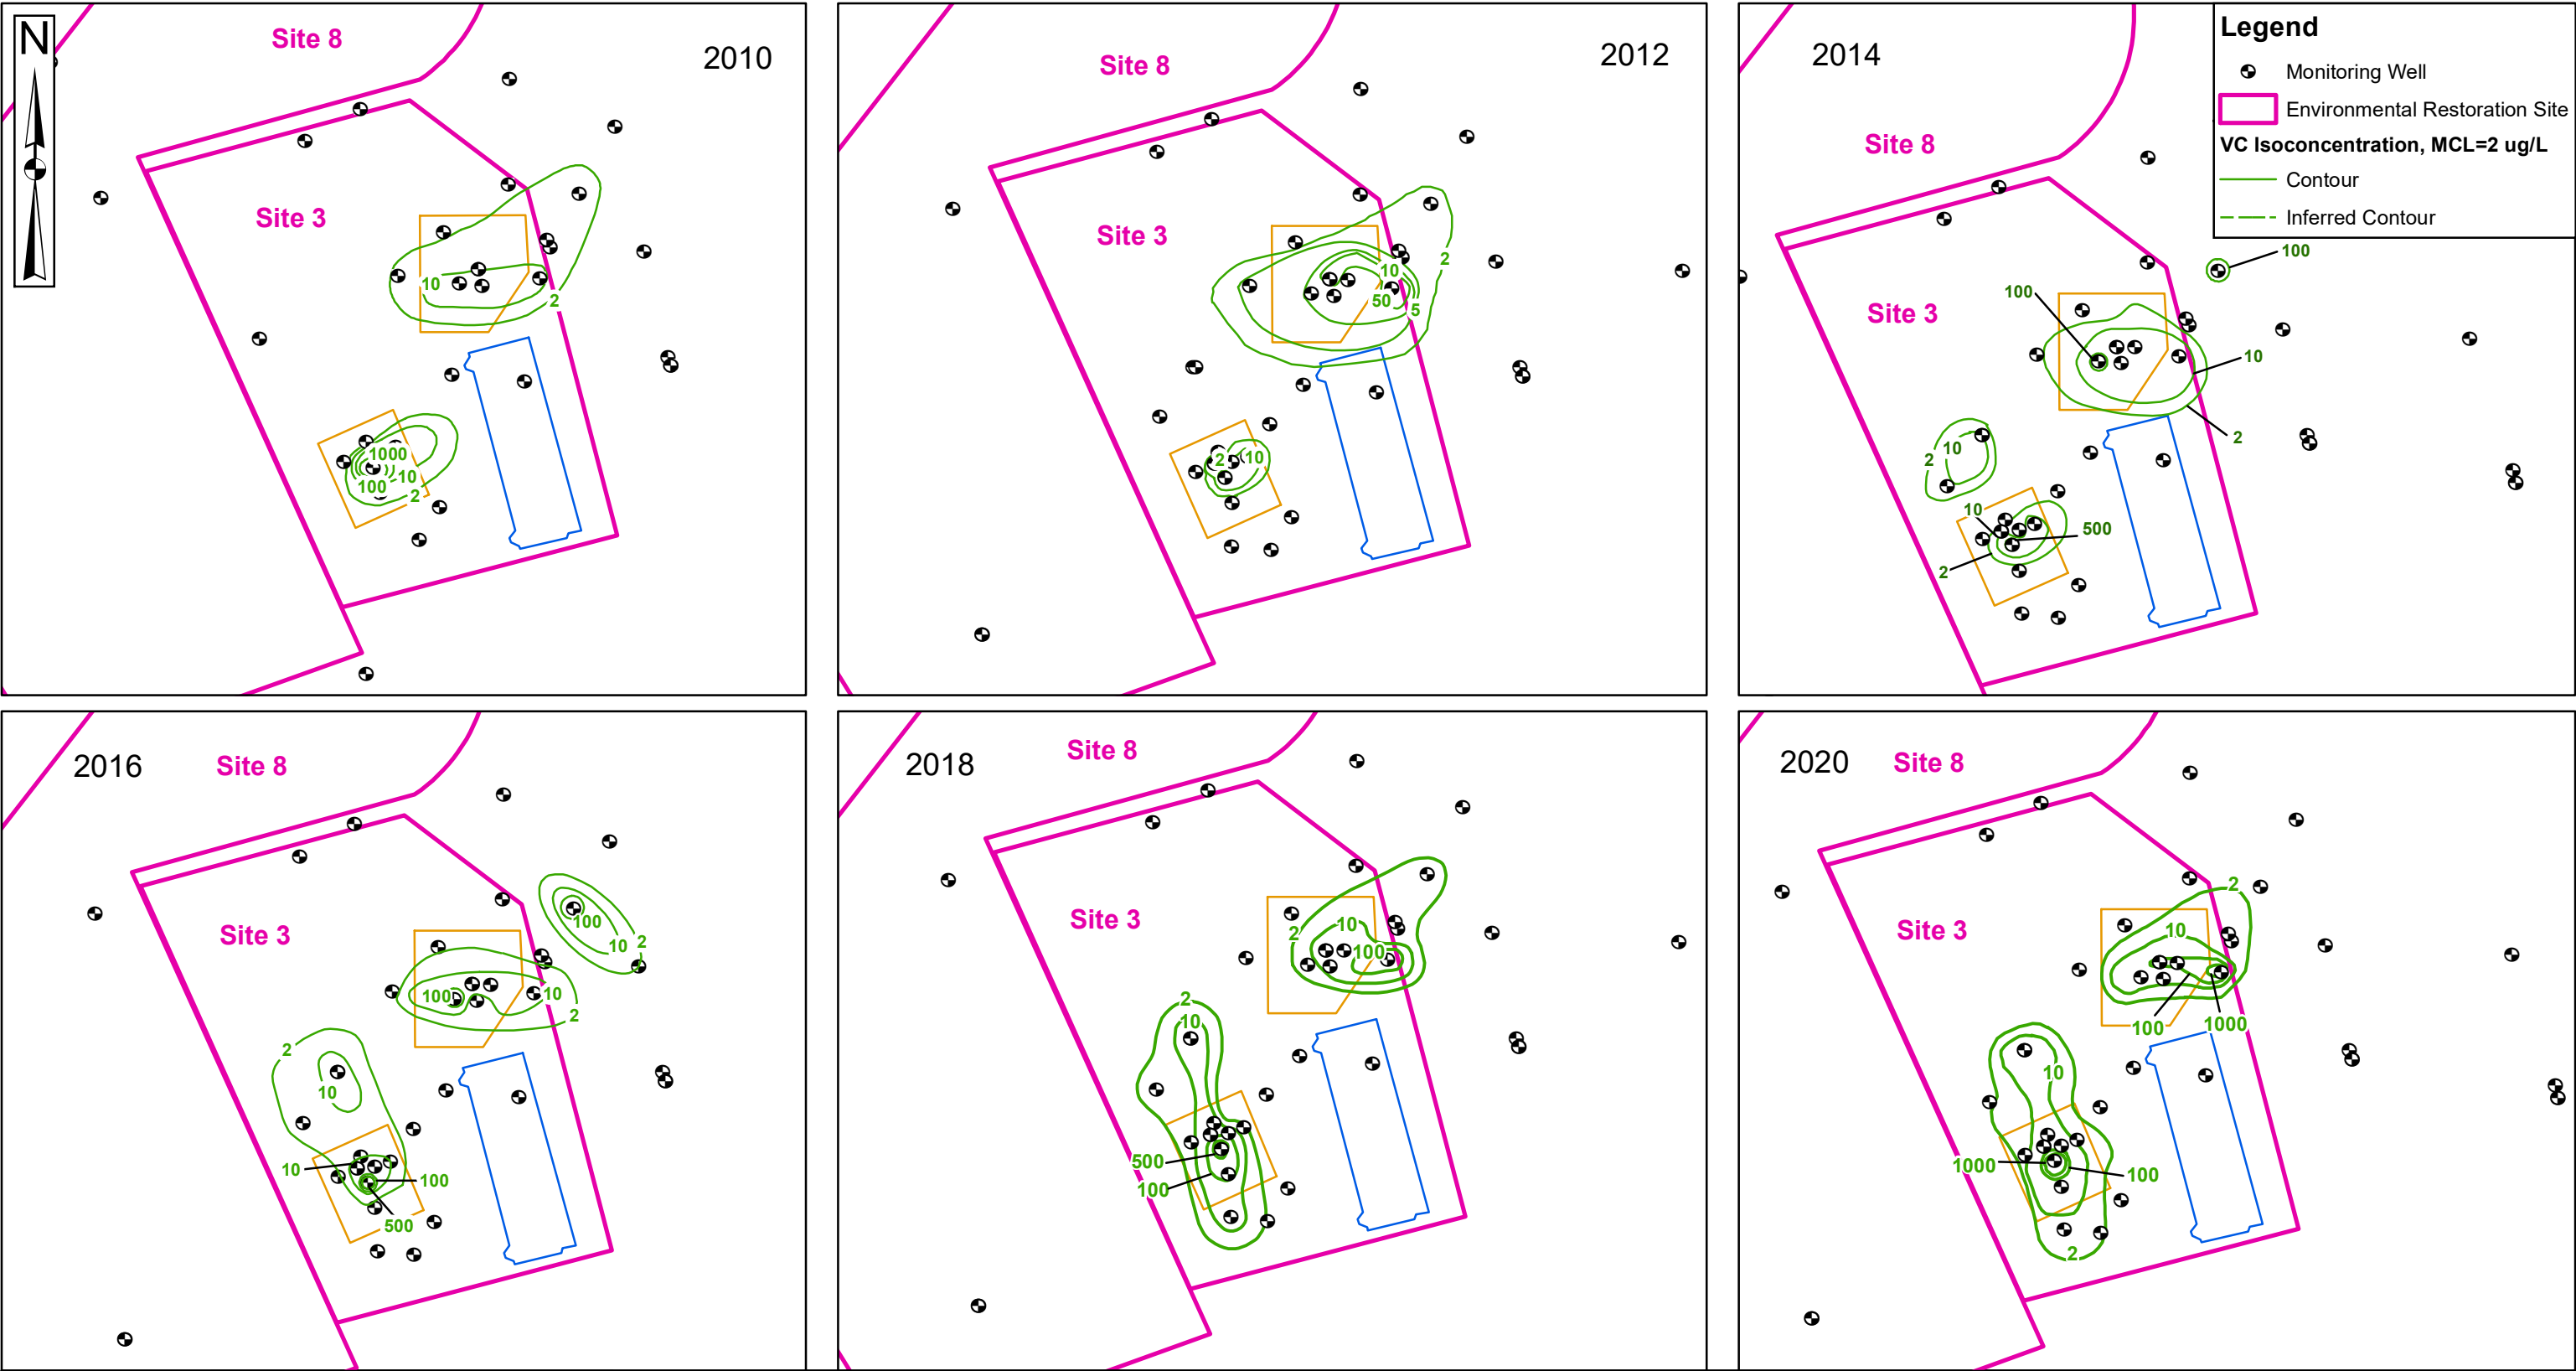 N
Site 8
2010
Site 3
10
2
1000
10
100
2
Site 8
2012
Site 3
10
2
50
5
2
10
2014
Site 8
Site 3
100
100
10
2
10
2
10
500
2
Legend
Monitoring Well
Environmental Restoration Site
VC Isoconcentration, MCL=2 ug/L
Contour
Inferred Contour
2016
Site 8
Site 3
100
10
2
100
10
2
2
10
10
100
500
2018
Site 8
Site 3
10
2
100
2
10
500
100
2020
Site 8
Site 3
2
10
100
1000
10
1000
100
2